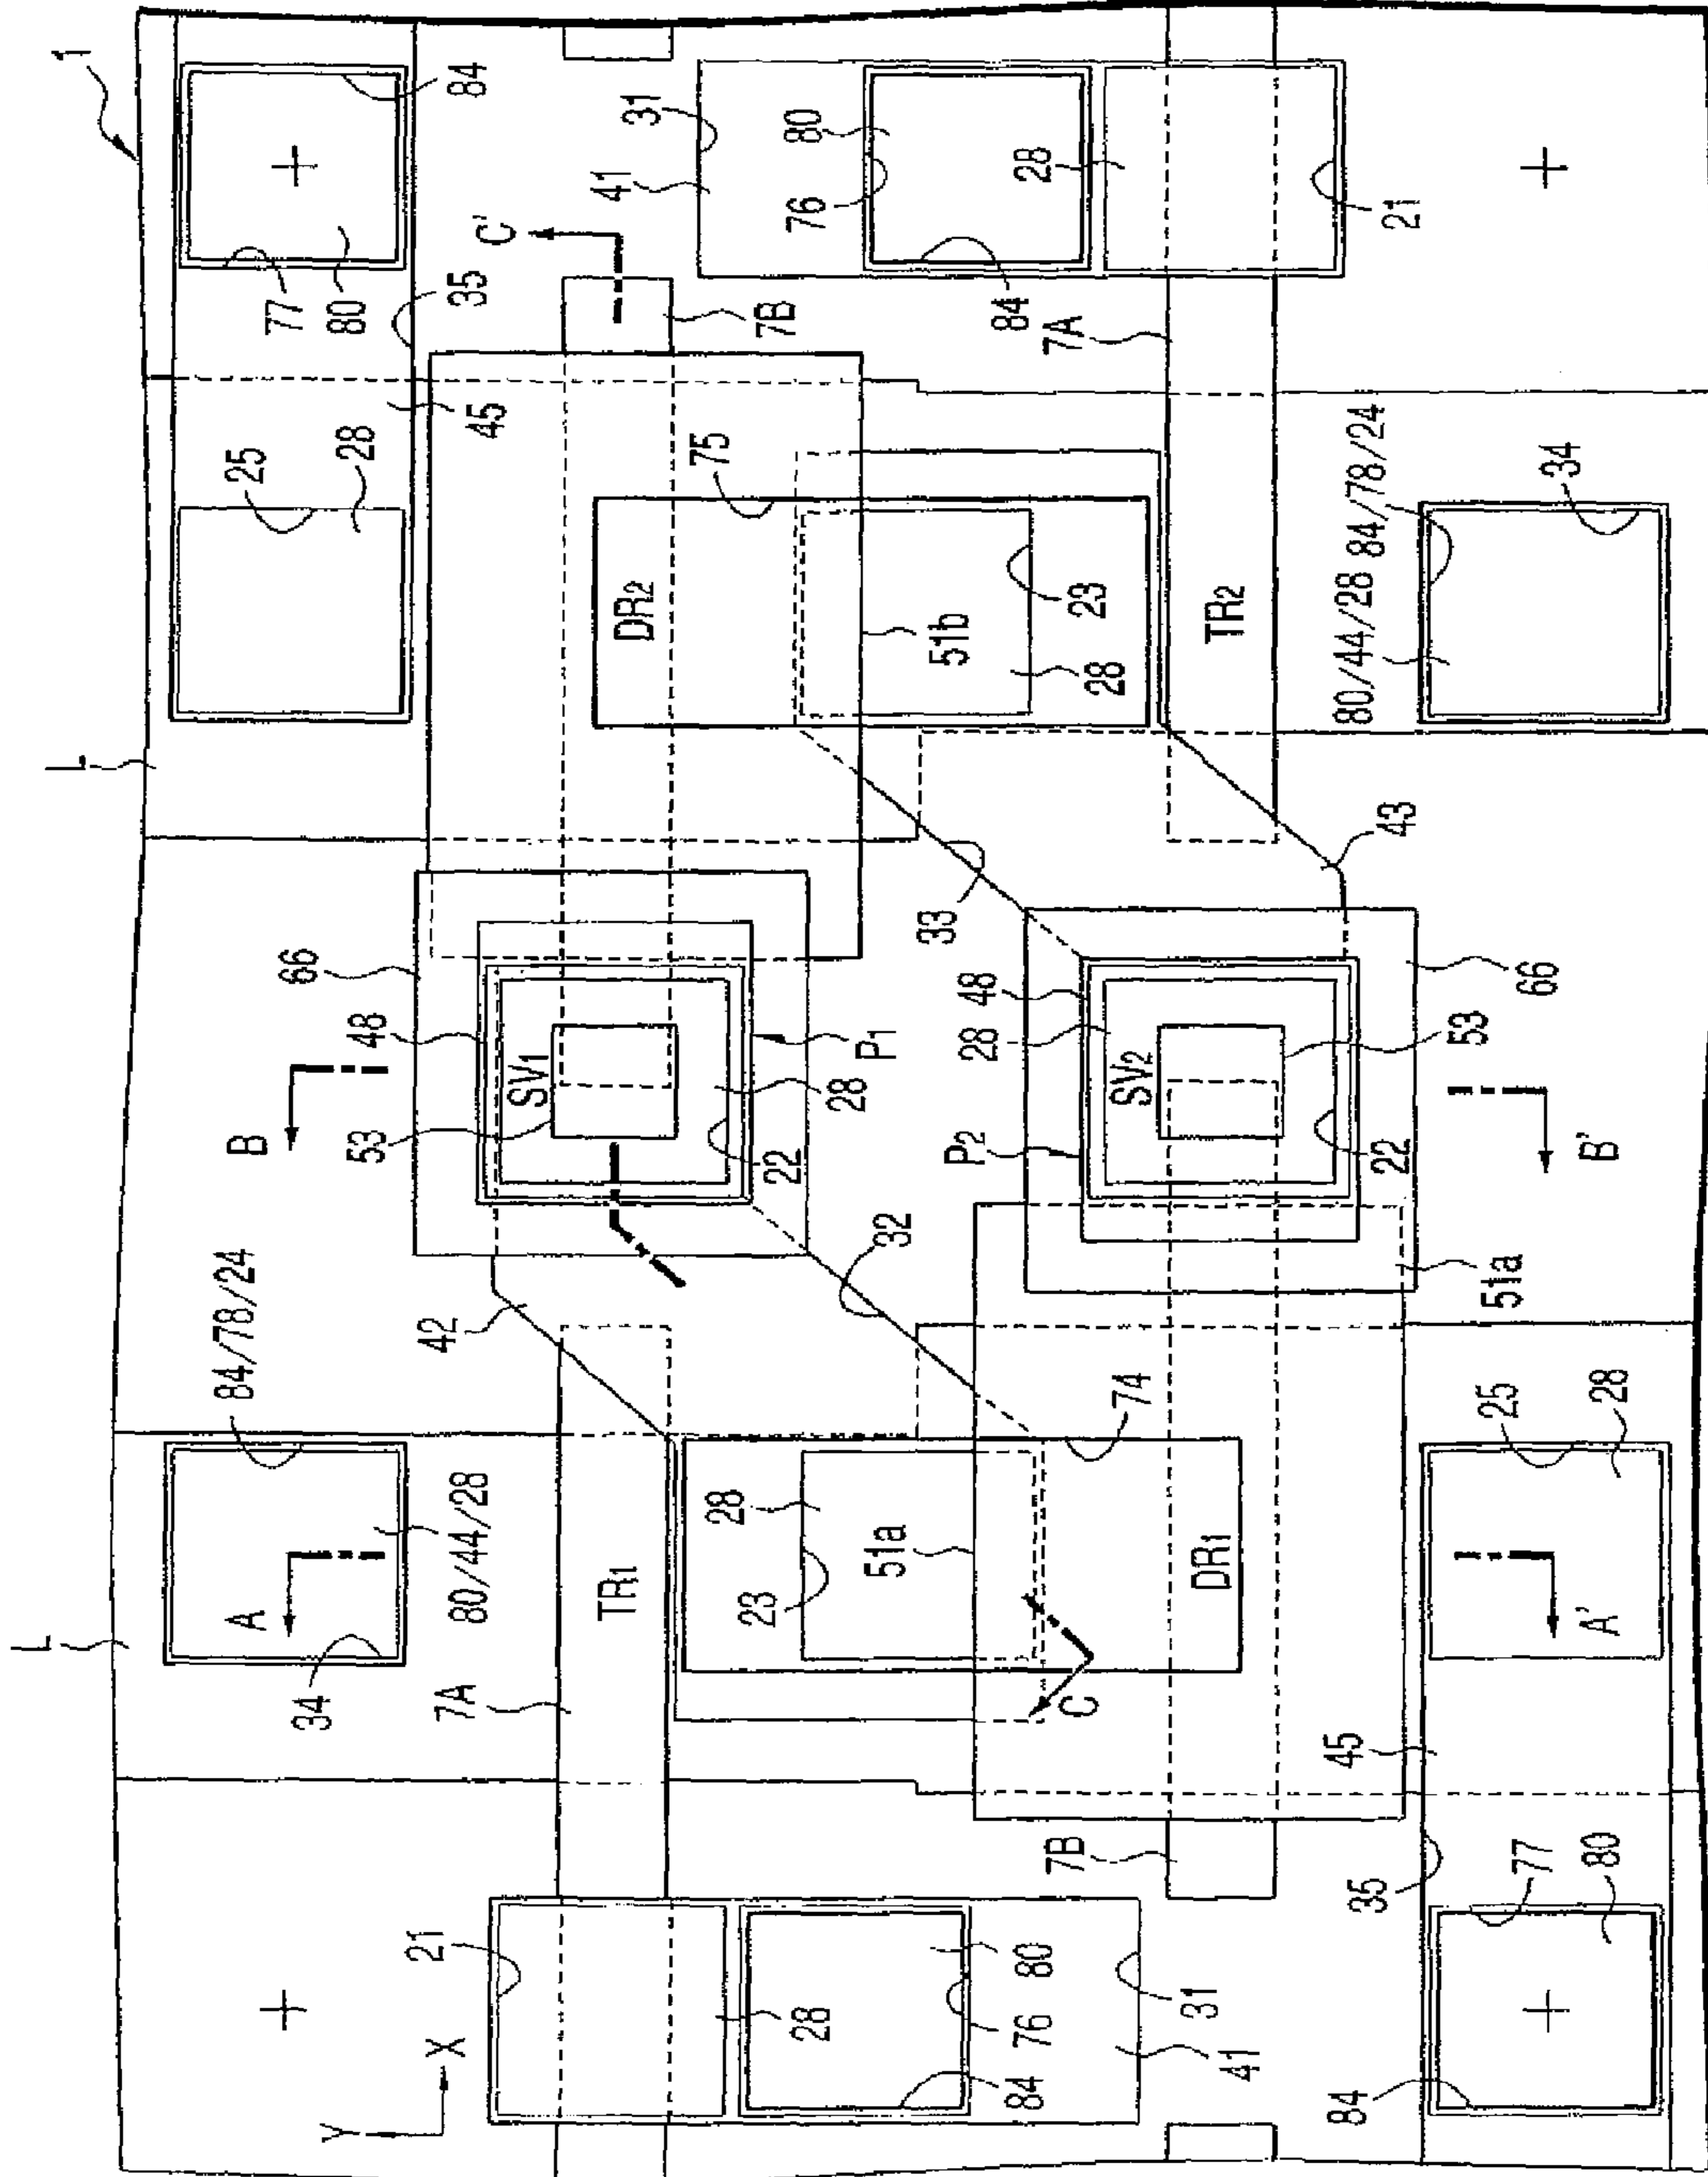 1
84
77
80
35
C'
7B
31
41
80
76
28
84
21
7A
L
45
25
28
75
DR2
51b
23
28
TR2
84/78/24
80/44/28
34
33
43
66
48
SV1
53
B
P1
28
22
66
48
28
SV2
53
P2
22
B'
51a
42
32
L
84/78/24
80/44/28
A
34
7A
TR1
28
23
51a
74
DR1
C
25
28
A'
45
7B
35
77
80
84
21
28
80
76
84
31
41
Y
X